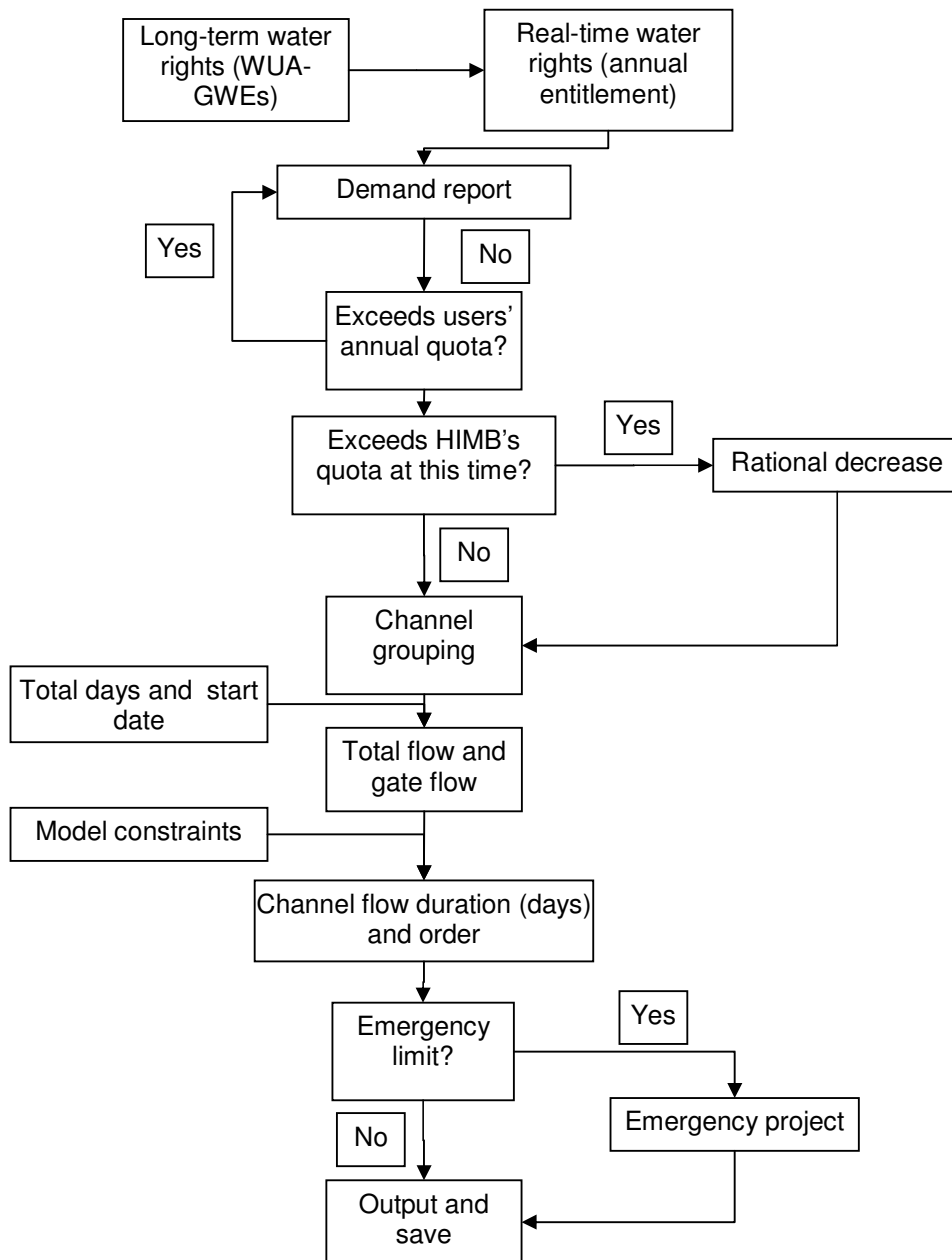 Long-term water
rights (WUA-
GWEs)
Real-time water
rights (annual
entitlement)
Demand report
Yes
No
Exceeds users’
annual quota?
Exceeds HIMB’s
quota at this time?
Yes
Rational decrease
No
Channel
grouping
Total days and  start
date
Total flow and
gate flow
Model constraints
Channel flow duration (days)
and order
Emergency
limit?
Yes
Emergency project
No
Output and
save